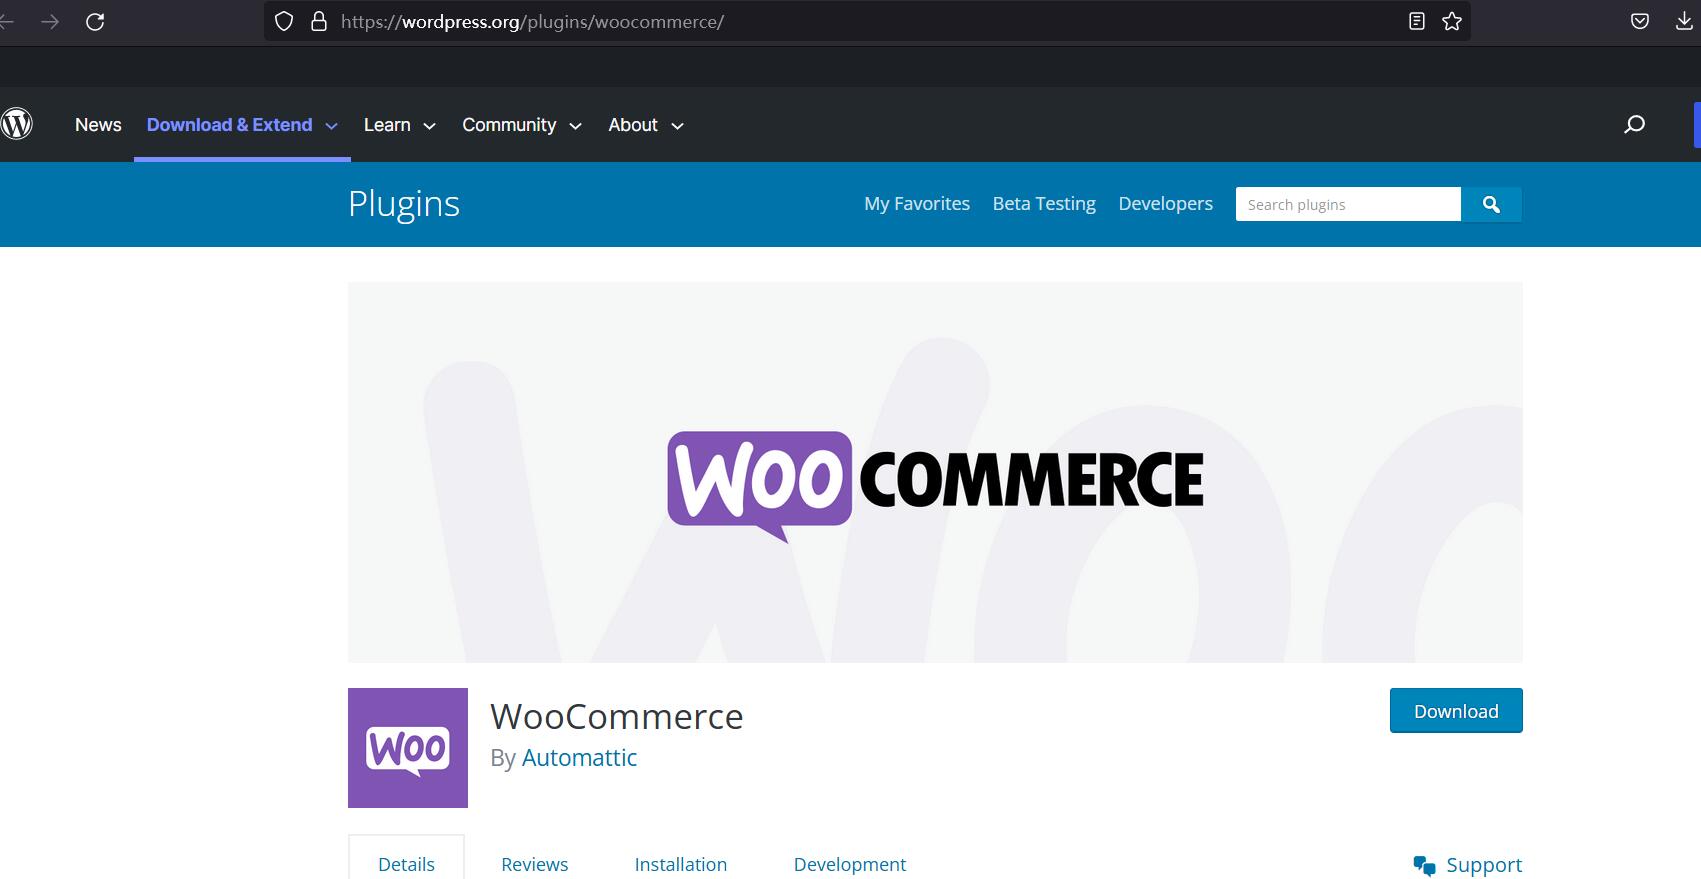 https://wordpress.org/plugins/woocommerce/
News Download & Extend Learn Community About
Plugins My Favorites Beta Testing Developers Search plugins
WOO COMMERCE
WooCommerce Download
Woo By Automattic
Details Reviews Installation Development Support